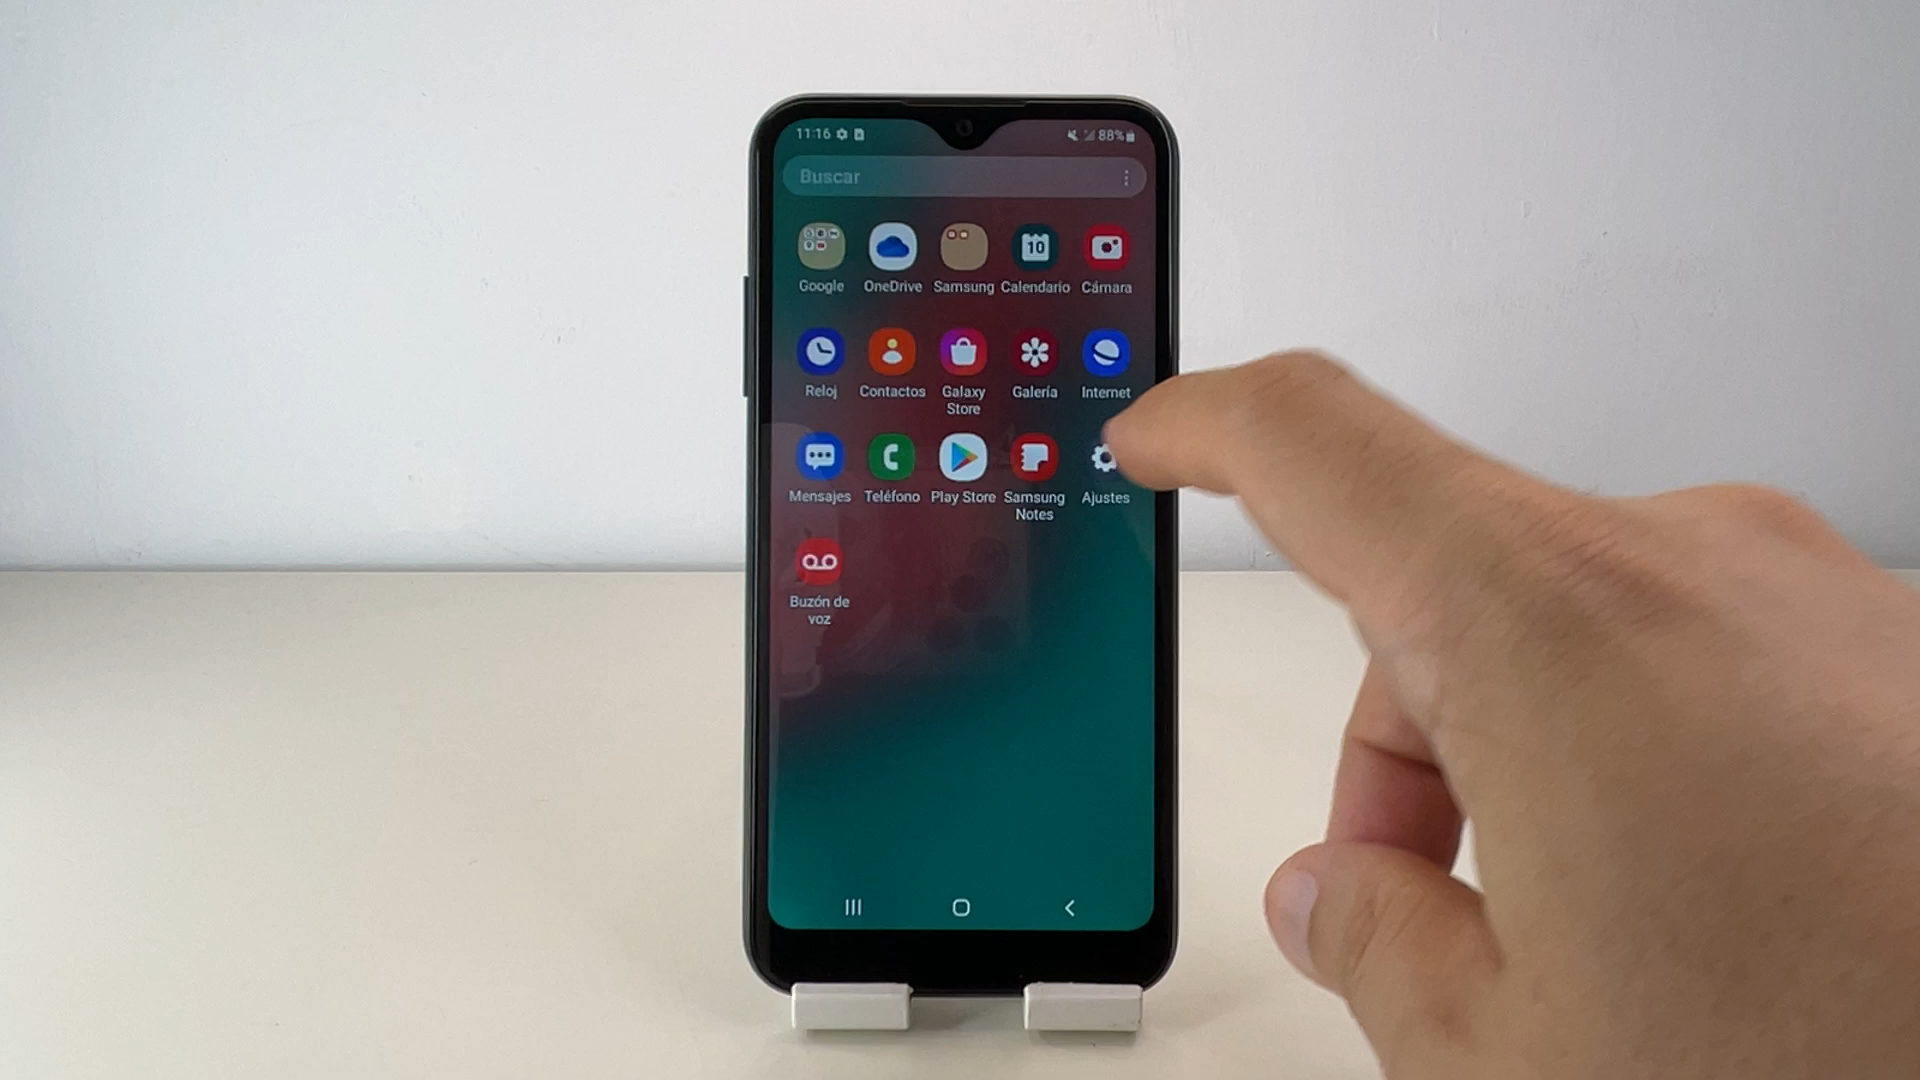 11:16 88%
Buscar
10
Google OneDrive Samsung Calendario Cámara
Reloj Contactos Galaxy Store Galería Internet
Mensajes Teléfono Play Store Samsung Notes Ajustes
Buzón de voz